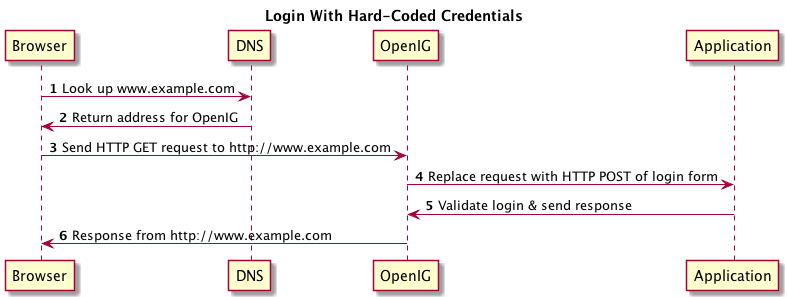 Login With Hard-Coded Credentials
Browser DNS OpenIG Application
1 Look up www.example.com
2 Return address for OpenIG
3 Send HTTP GET request to http://www.example.com
4 Replace request with HTTP POST of login form
5 Validate login & send response
6 Response from http://www.example.com
Browser DNS OpenIG Application